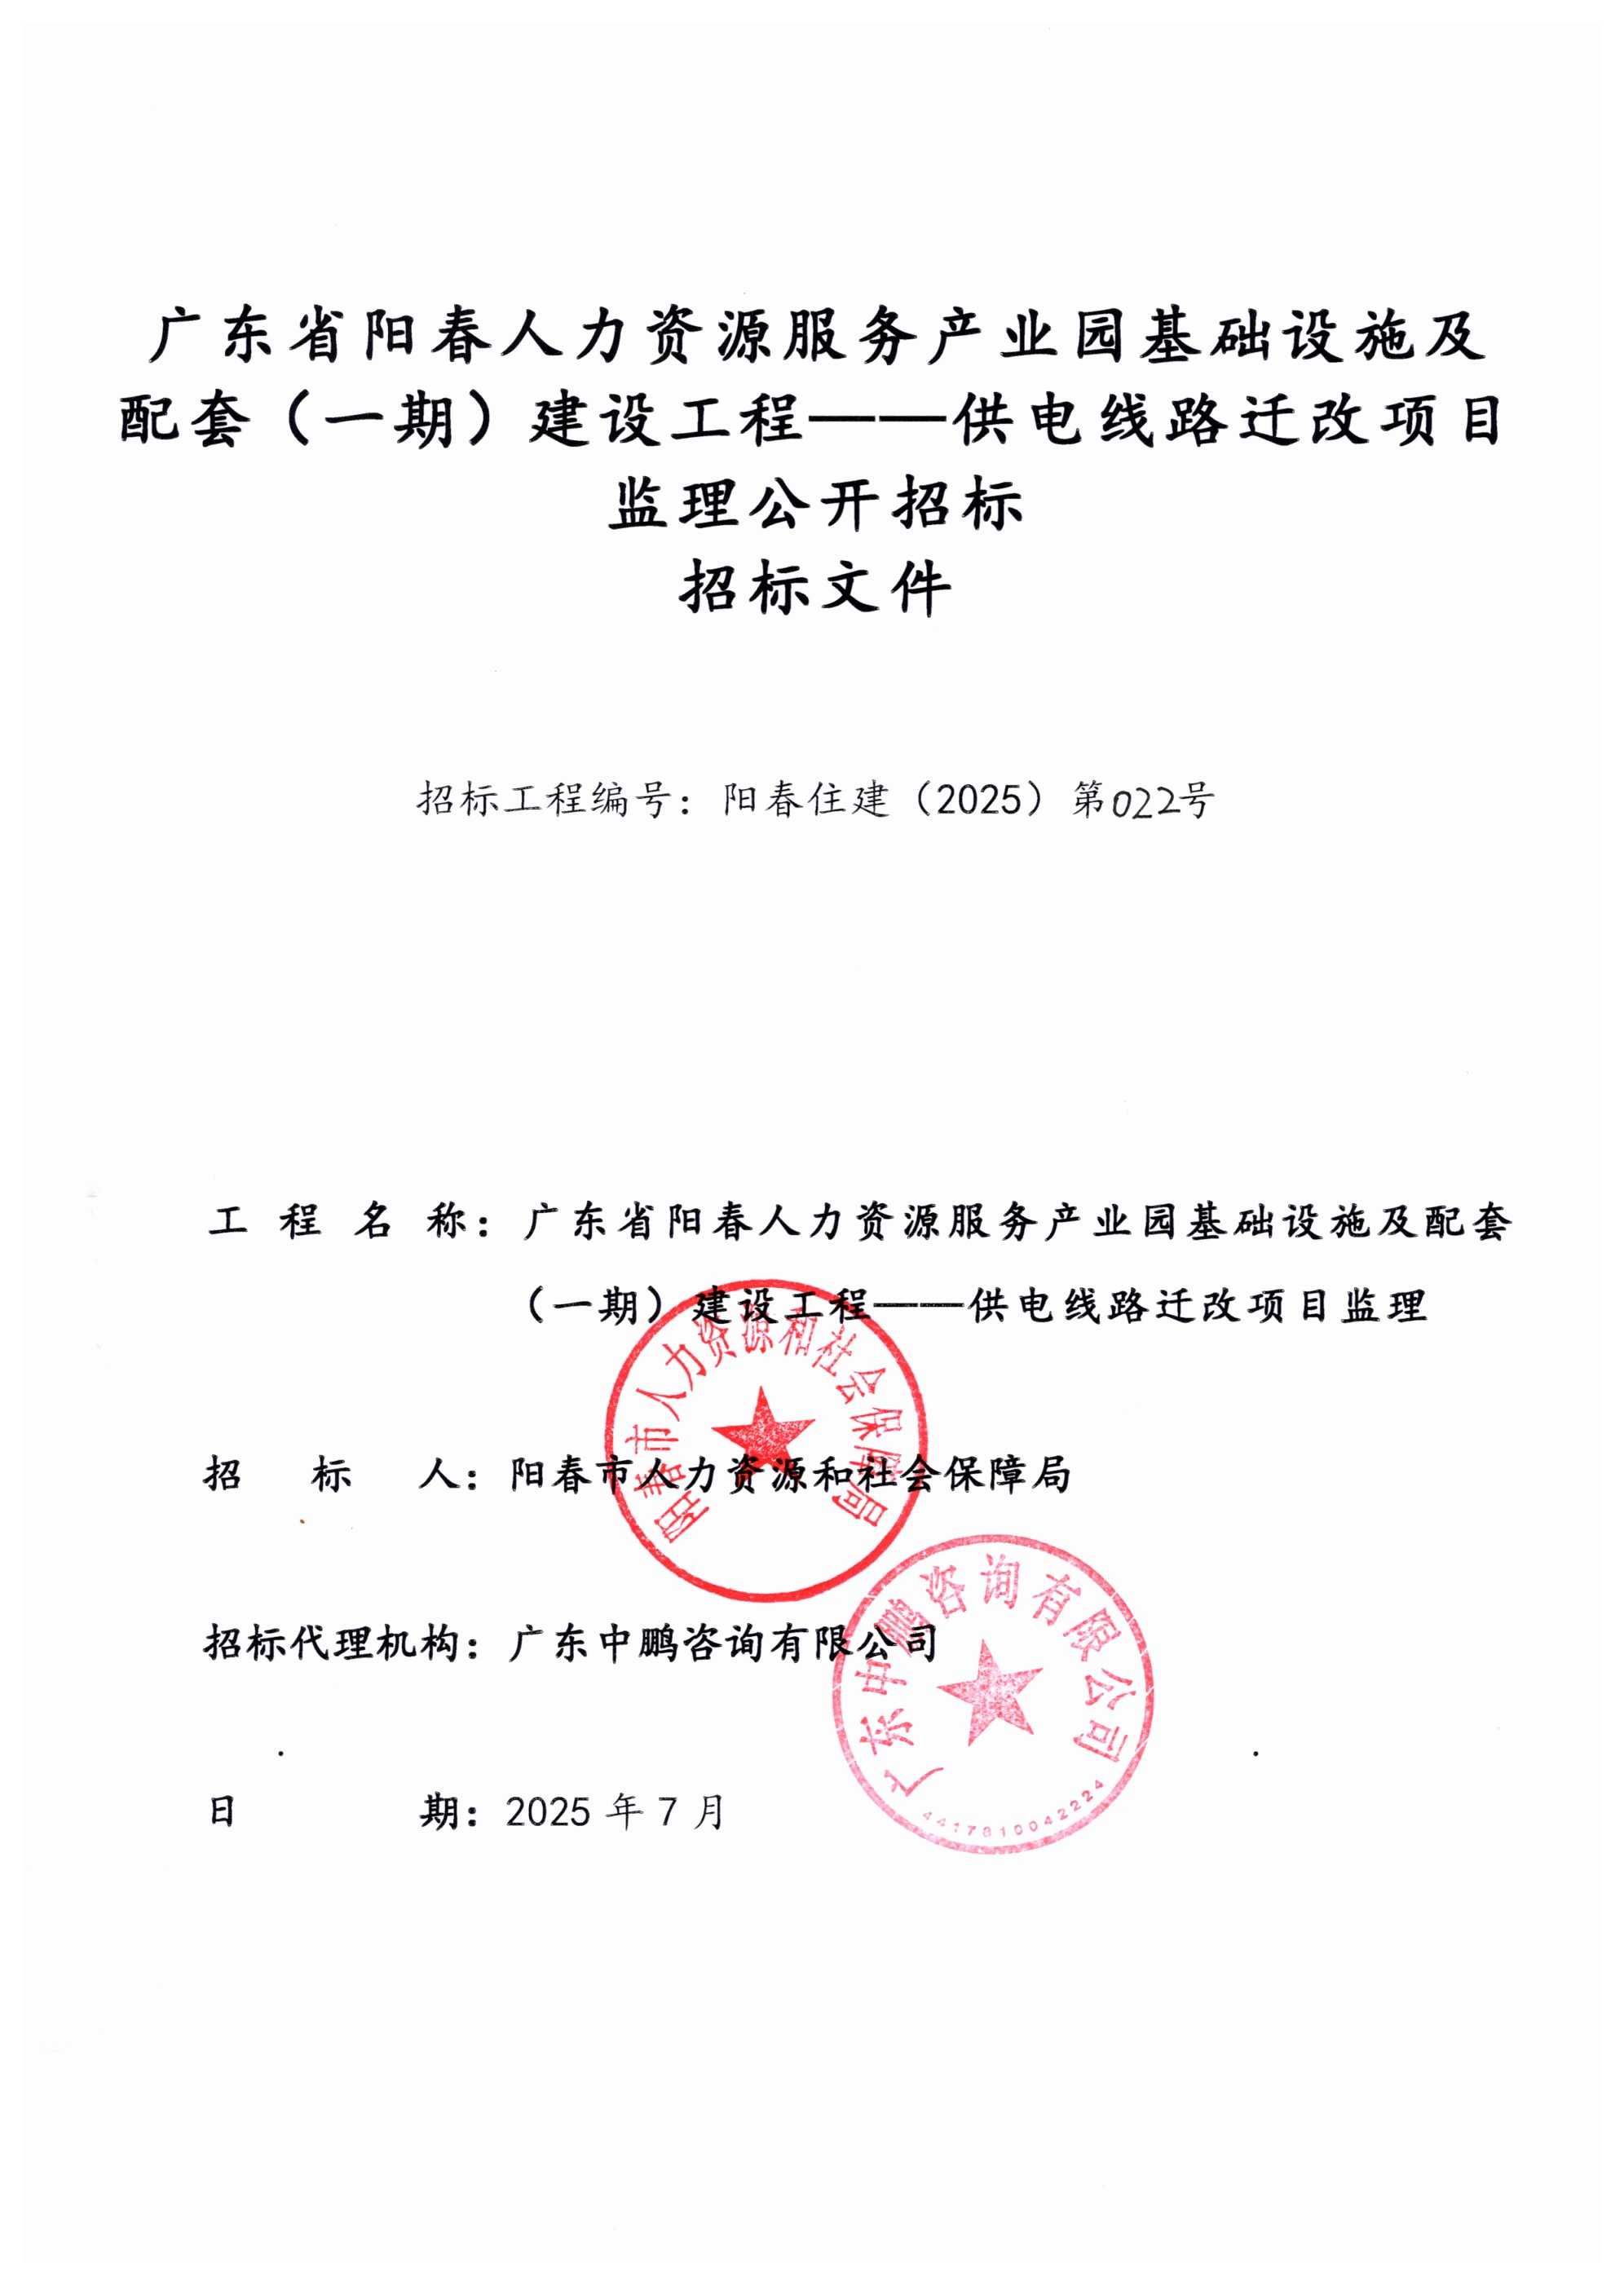 广东省阳春人力资源服务产业园基础设施及
配套（一期）建设工程——供电线路迁改项目
监理公开招标
招标文件
招标工程编号：阳春住建（2025）第022号
工程名称：广东省阳春人力资源服务产业园基础设施及配套
（一期）建设工程——供电线路迁改项目监理
阳春市人力资源和社会保障局
招标人：阳春市人力资源和社会保障局
招标代理机构：广东中鹏咨询有限公司
广东中鹏咨询有限公司
4417810042224
日期：2025年7月